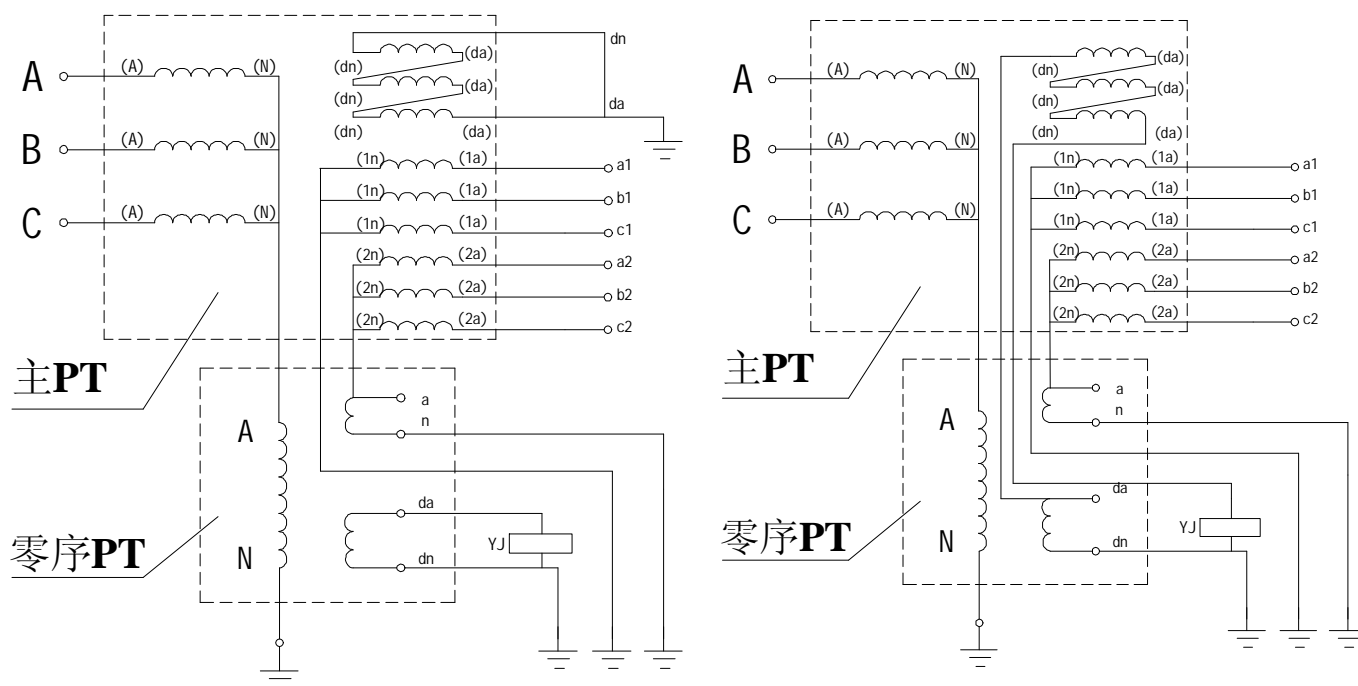 dn
(da)
A (A) (N)
(dn)
(da)
(dn)
da
(dn) (da)
B (A) (N)
(1n) (1a) a1
(1n) (1a) b1
C (A) (N)
(1n) (1a) c1
(2n) (2a) a2
(2n) (2a) b2
(2n) (2a) c2
主PT
a
n
A
da
YJ
零序PT
N
dn
(da)
A (A) (N)
(dn)
(da)
(dn)
(dn) (da)
B (A) (N)
(1n) (1a) a1
(1n) (1a) b1
C (A) (N)
(1n) (1a) c1
(2n) (2a) a2
(2n) (2a) b2
(2n) (2a) c2
主PT
a
n
A
da
YJ
零序PT
N
dn